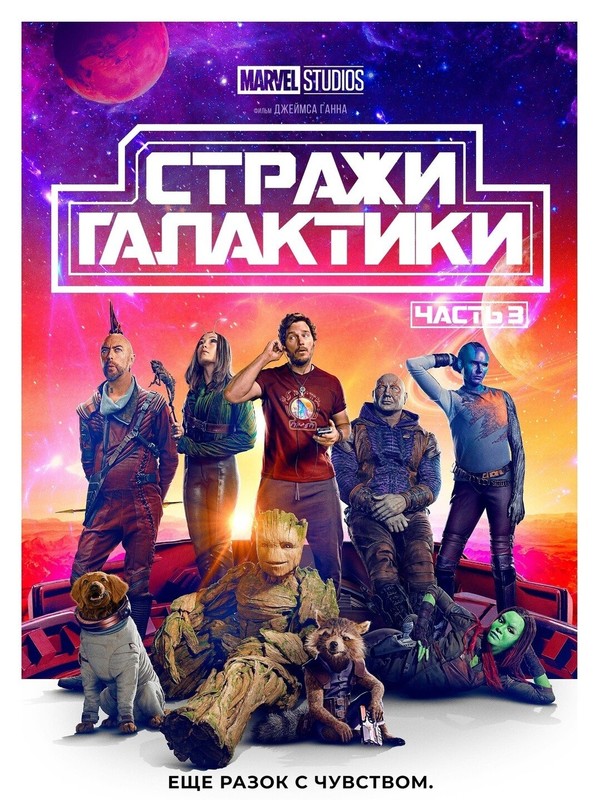 MARVEL STUDIOS
ФИЛЬМ ДЖЕЙМСА ГАННА
СТРАЖИ
ГАЛАКТИКИ
ЧАСТЬ 3
ЕЩЕ РАЗОК С ЧУВСТВОМ.